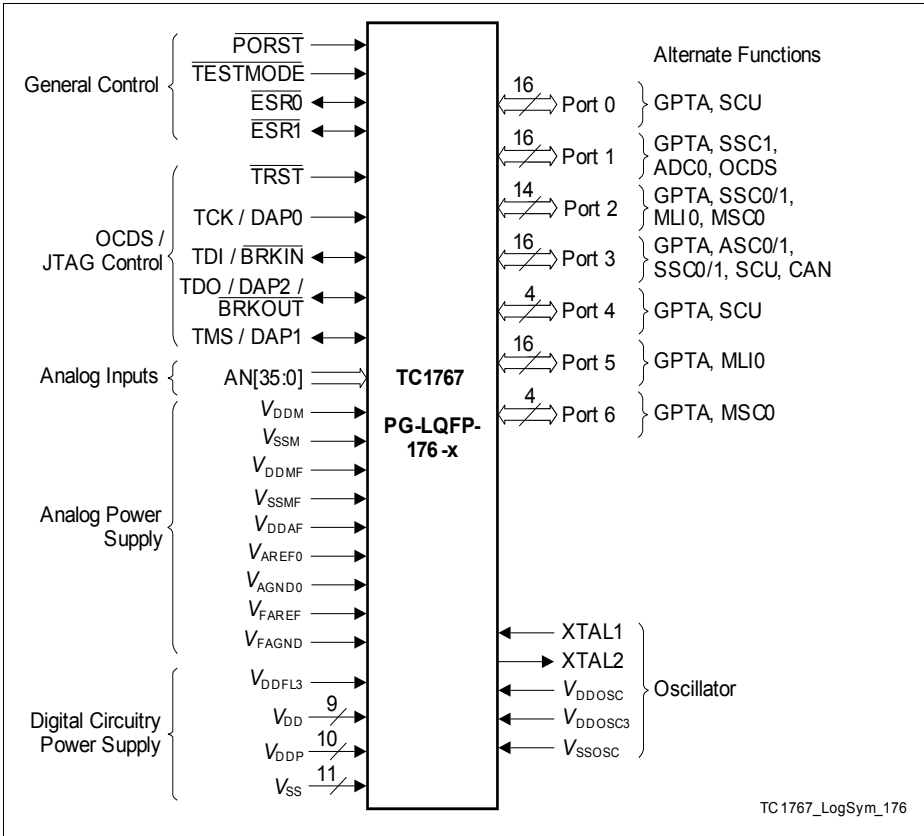 General Control
PORST
TESTMODE
ESR0
ESR1
OCDS /
JTAG Control
TRST
TCK / DAP0
TDI / BRKIN
TDO / DAP2 /
BRKOUT
TMS / DAP1
Analog Inputs
AN[35:0]
Analog Power
Supply
VDDM
VSSM
VDDMF
VSSMF
VDDAF
VAREF0
VAGND0
VFAREF
VFAGND
Digital Circuitry
Power Supply
VDDFL3
VDD 9
VDDP 10
VSS 11
TC1767
PG-LQFP-
176-x
Alternate Functions
16 Port 0 GPTA, SCU
16 Port 1 GPTA, SSC1,
ADC0, OCDS
14 Port 2 GPTA, SSC0/1,
MLI0, MSC0
16 Port 3 GPTA, ASC0/1,
SSC0/1, SCU, CAN
4 Port 4 GPTA, SCU
16 Port 5 GPTA, MLI0
4 Port 6 GPTA, MSC0
XTAL1
XTAL2
VDDOSC
VDDOSC3
VSSOSC
Oscillator
TC1767_LogSym_176